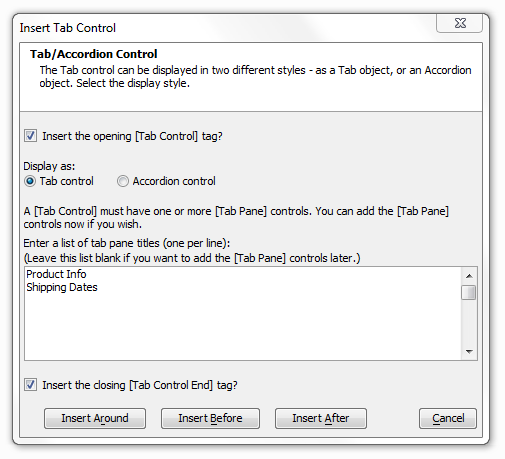 Insert Tab Control
Tab/Accordion Control
The Tab control can be displayed in two different styles - as a Tab object, or an Accordion
object. Select the display style.
Insert the opening [Tab Control] tag?
Display as:
Tab control Accordion control
A [Tab Control] must have one or more [Tab Pane] controls. You can add the [Tab Pane]
controls now if you wish.
Enter a list of tab pane titles (one per line):
(Leave this list blank if you want to add the [Tab Pane] controls later.)
Product Info
Shipping Dates
Insert the closing [Tab Control End] tag?
Insert Around Insert Before Insert After Cancel